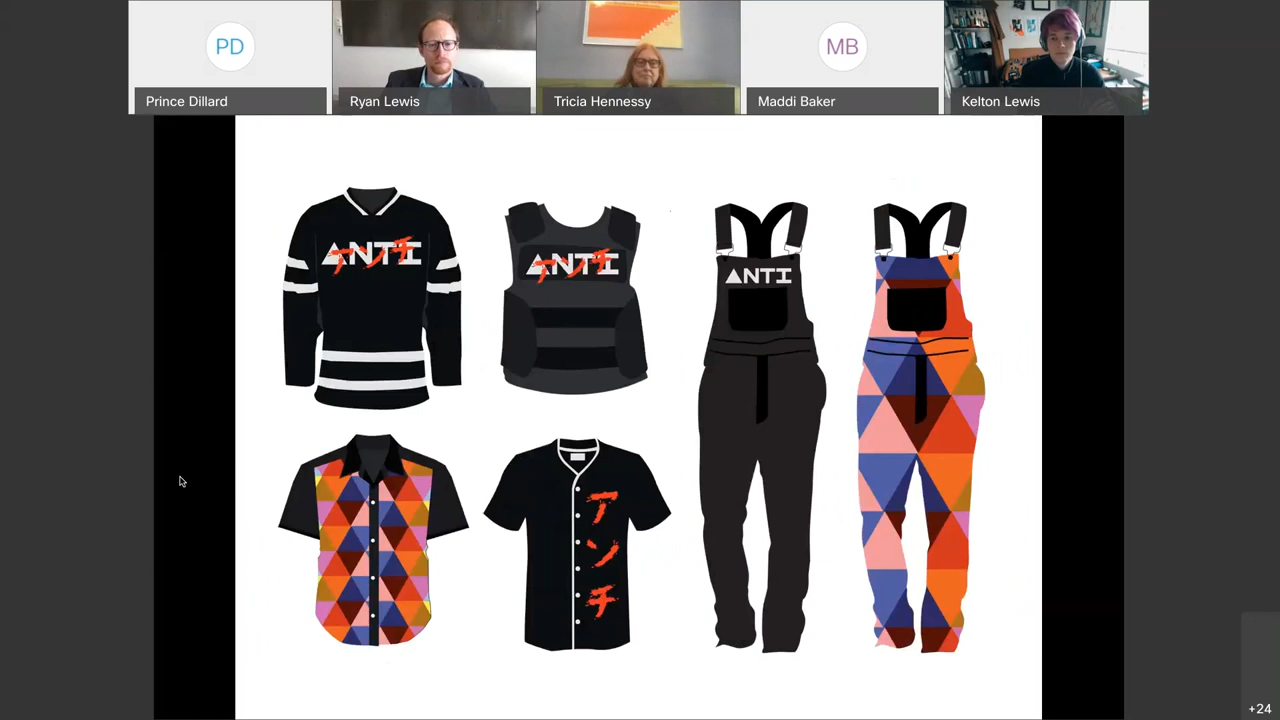 PD
MB
Prince Dillard
Ryan Lewis
Tricia Hennessy
Maddi Baker
Kelton Lewis
ANTI
アンチ
ANTI
アンチ
ANTI
ア
ン
チ
+24